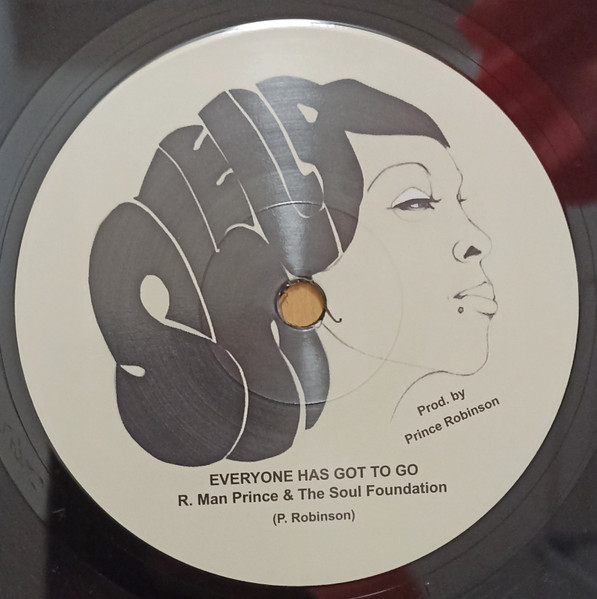 Prod. by
Prince Robinson
EVERYONE HAS GOT TO GO
R. Man Prince & The Soul Foundation
(P. Robinson)